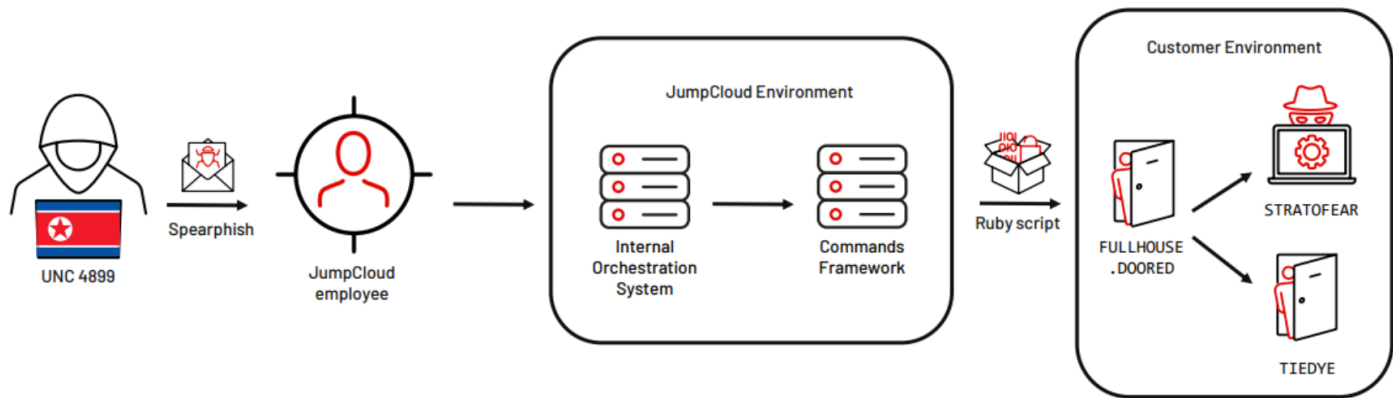 UNC 4899
Spearphish
JumpCloud
employee
JumpCloud Environment
Internal
Orchestration
System
Commands
Framework
Ruby script
Customer Environment
FULLHOUSE
.DOORED
STRATOFEAR
TIEDYE